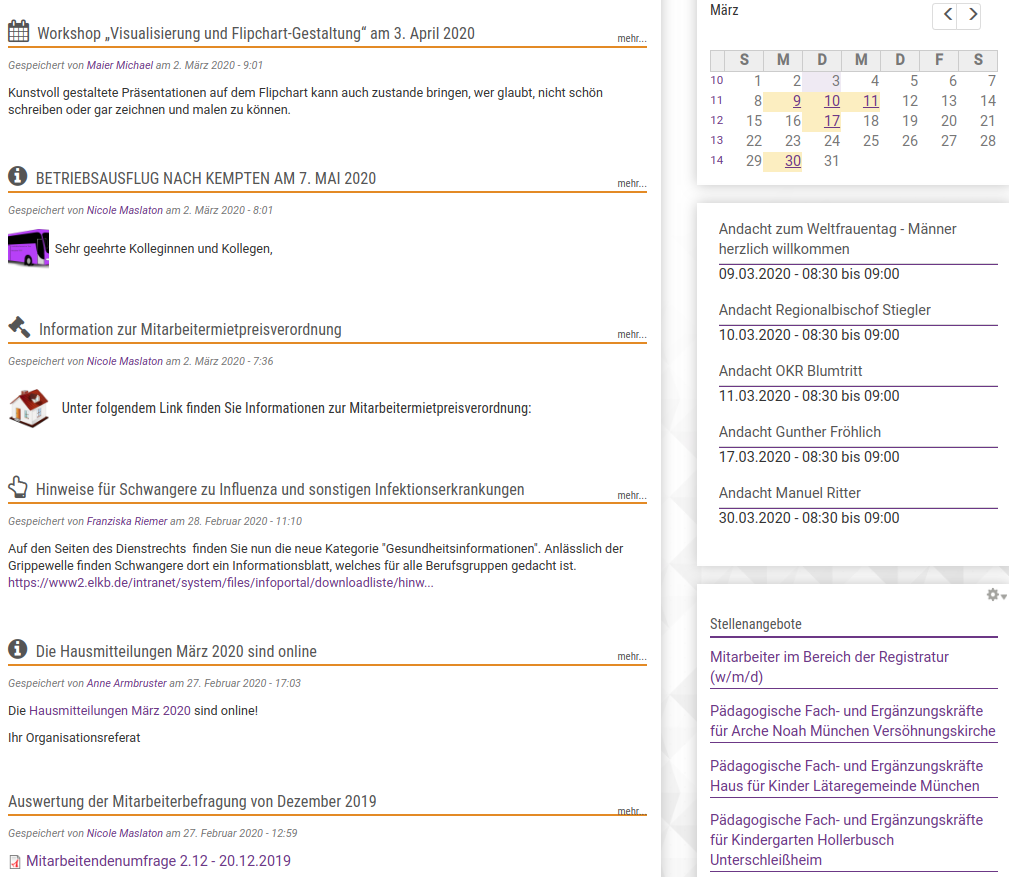 Workshop „Visualisierung und Flipchart-Gestaltung“ am 3. April 2020
mehr...
Gespeichert von Maier Michael am 2. März 2020 - 9:01
Kunstvoll gestaltete Präsentationen auf dem Flipchart kann auch zustande bringen, wer glaubt, nicht schön
schreiben oder gar zeichnen und malen zu können.
BETRIEBSAUSFLUG NACH KEMPTEN AM 7. MAI 2020
mehr...
Gespeichert von Nicole Maslaton am 2. März 2020 - 8:01
Sehr geehrte Kolleginnen und Kollegen,
Information zur Mitarbeitermietpreisverordnung
mehr...
Gespeichert von Nicole Maslaton am 2. März 2020 - 7:36
Unter folgendem Link finden Sie Informationen zur Mitarbeitermietpreisverordnung:
Hinweise für Schwangere zu Influenza und sonstigen Infektionserkrankungen
mehr...
Gespeichert von Franziska Riemer am 28. Februar 2020 - 11:10
Auf den Seiten des Dienstrechts finden Sie nun die neue Kategorie "Gesundheitsinformationen". Anlässlich der
Grippewelle finden Schwangere dort ein Informationsblatt, welches für alle Berufsgruppen gedacht ist.
https://www2.elkb.de/intranet/system/files/infoportal/downloadliste/hinw...
Die Hausmitteilungen März 2020 sind online
mehr...
Gespeichert von Anne Armbruster am 27. Februar 2020 - 17:03
Die Hausmitteilungen März 2020 sind online!
Ihr Organisationsreferat
Auswertung der Mitarbeiterbefragung von Dezember 2019
mehr...
Gespeichert von Nicole Maslaton am 27. Februar 2020 - 12:59
Mitarbeitendenumfrage 2.12 - 20.12.2019
März
S M D M D F S
10 1 2 3 4 5 6 7
11 8 9 10 11 12 13 14
12 15 16 17 18 19 20 21
13 22 23 24 25 26 27 28
14 29 30 31
Andacht zum Weltfrauentag - Männer
herzlich willkommen
09.03.2020 - 08:30 bis 09:00
Andacht Regionalbischof Stiegler
10.03.2020 - 08:30 bis 09:00
Andacht OKR Blumtritt
11.03.2020 - 08:30 bis 09:00
Andacht Gunther Fröhlich
17.03.2020 - 08:30 bis 09:00
Andacht Manuel Ritter
30.03.2020 - 08:30 bis 09:00
Stellenangebote
Mitarbeiter im Bereich der Registratur
(w/m/d)
Pädagogische Fach- und Ergänzungskräfte
für Arche Noah München Versöhnungskirche
Pädagogische Fach- und Ergänzungskräfte
Haus für Kinder Lätaregemeinde München
Pädagogische Fach- und Ergänzungskräfte
für Kindergarten Hollerbusch
Unterschleißheim